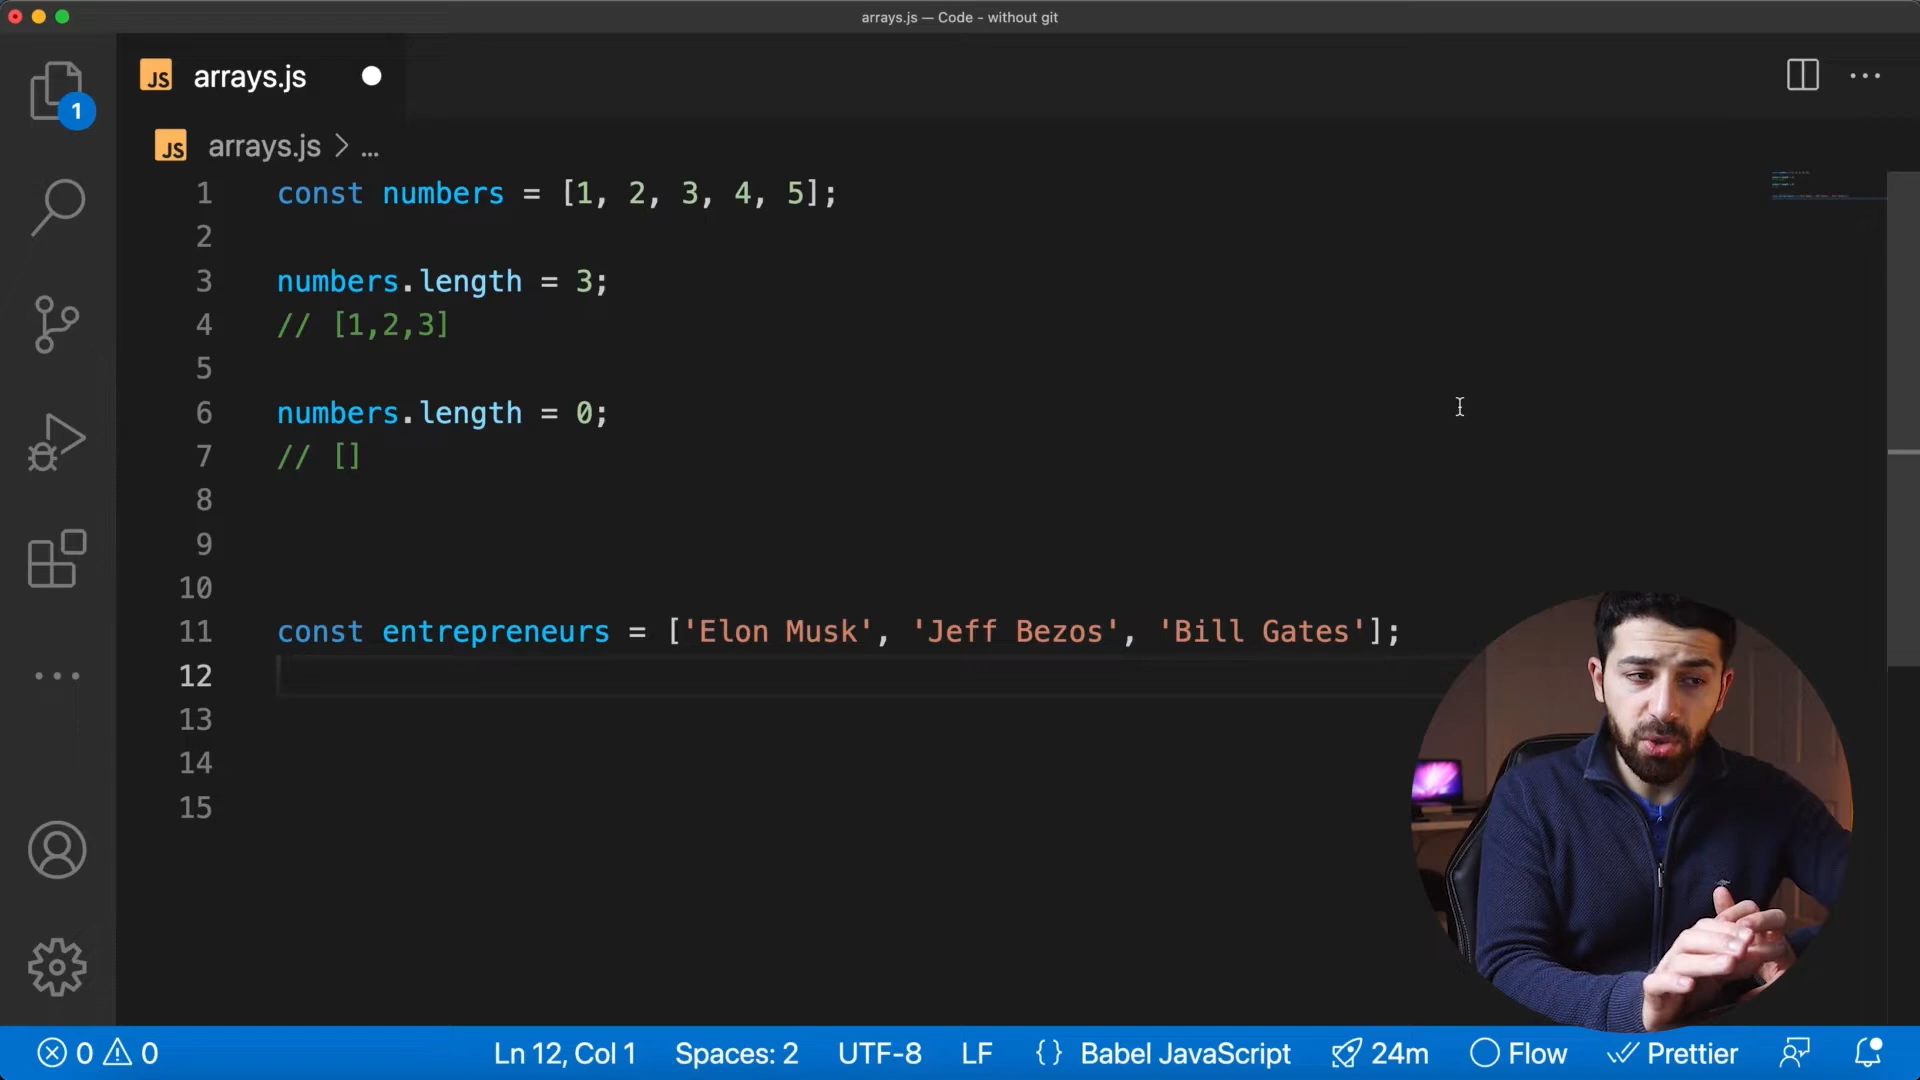 arrays.js — Code - without git
JS arrays.js
1
JS arrays.js > ...
1 const numbers = [1, 2, 3, 4, 5];
2
3 numbers.length = 3;
4 // [1,2,3]
5
6 numbers.length = 0;
7 // []
8
9
10
11 const entrepreneurs = ['Elon Musk', 'Jeff Bezos', 'Bill Gates'];
12
13
14
15
0 0 Ln 12, Col 1 Spaces: 2 UTF-8 LF {} Babel JavaScript 24m Flow Prettier